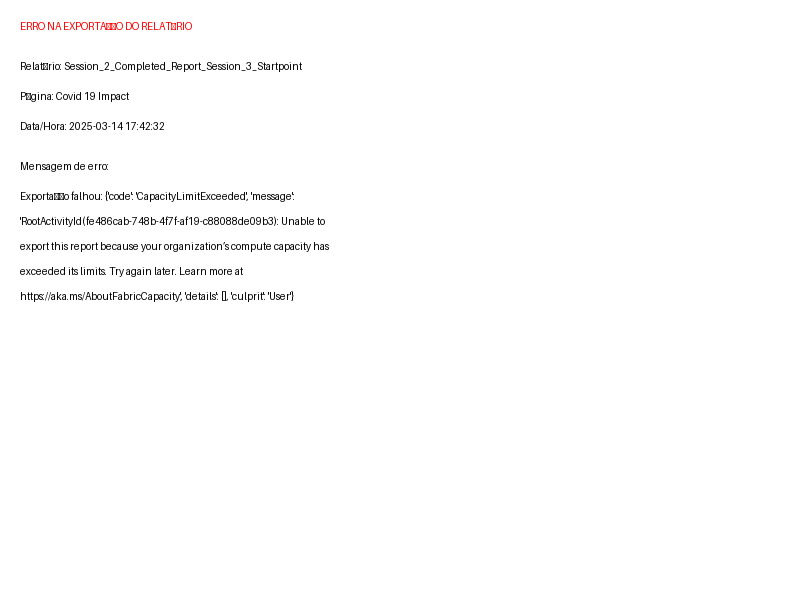 ERRO NA EXPORTA▯▯O DO RELAT▯RIO
Relat▯rio: Session_2_Completed_Report_Session_3_Startpoint
P▯gina: Covid 19 Impact
Data/Hora: 2025-03-14 17:42:32
Mensagem de erro:
Exporta▯▯o falhou: {'code': 'CapacityLimitExceeded', 'message':
'RootActivityId(fe486cab-748b-4f7f-af19-c88088de09b3): Unable to
export this report because your organization’s compute capacity has
exceeded its limits. Try again later. Learn more at
https://aka.ms/AboutFabricCapacity', 'details': [], 'culprit': 'User'}